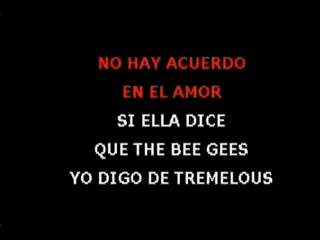 NO HAY ACUERDO
EN EL AMOR
SI ELLA DICE
QUE THE BEE GEES
YO DIGO DE TREMELOUS